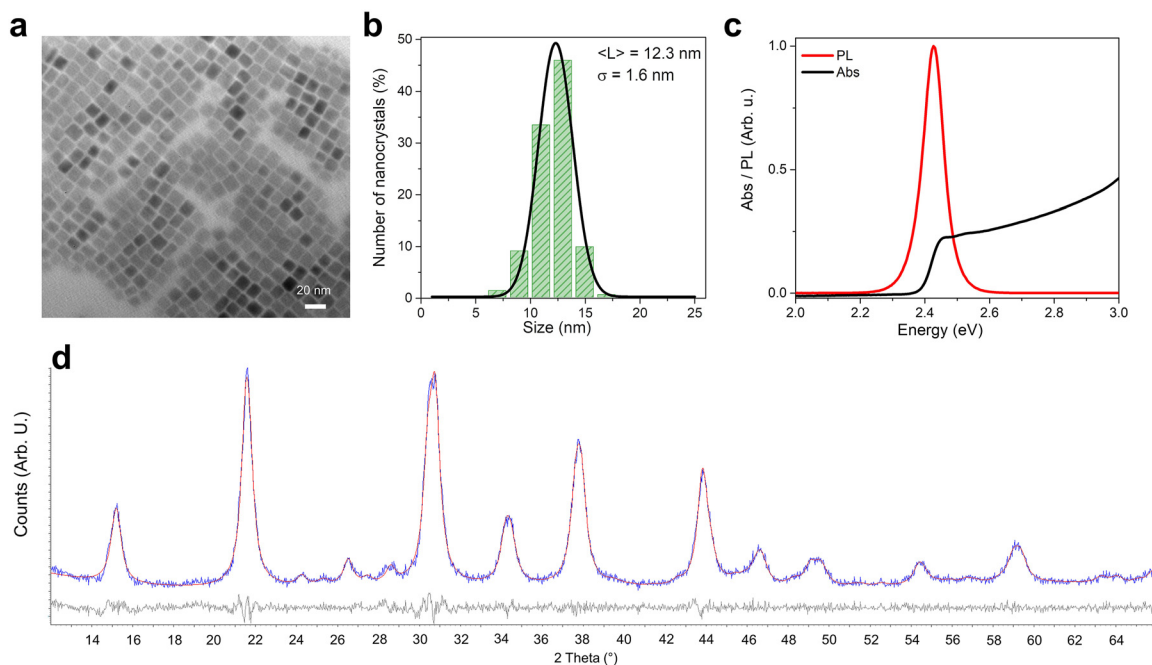 a
20 nm
b
Number of nanocrystals (%)
50
40
30
20
10
0
<L> = 12.3 nm
σ = 1.6 nm
0 5 10 15 20 25
Size (nm)
c
Abs / PL (Arb. u.)
1.0
0.5
0.0
PL
Abs
2.0 2.2 2.4 2.6 2.8 3.0
Energy (eV)
d
Counts (Arb. U.)
14 16 18 20 22 24 26 28 30 32 34 36 38 40 42 44 46 48 50 52 54 56 58 60 62 64
2 Theta (°)